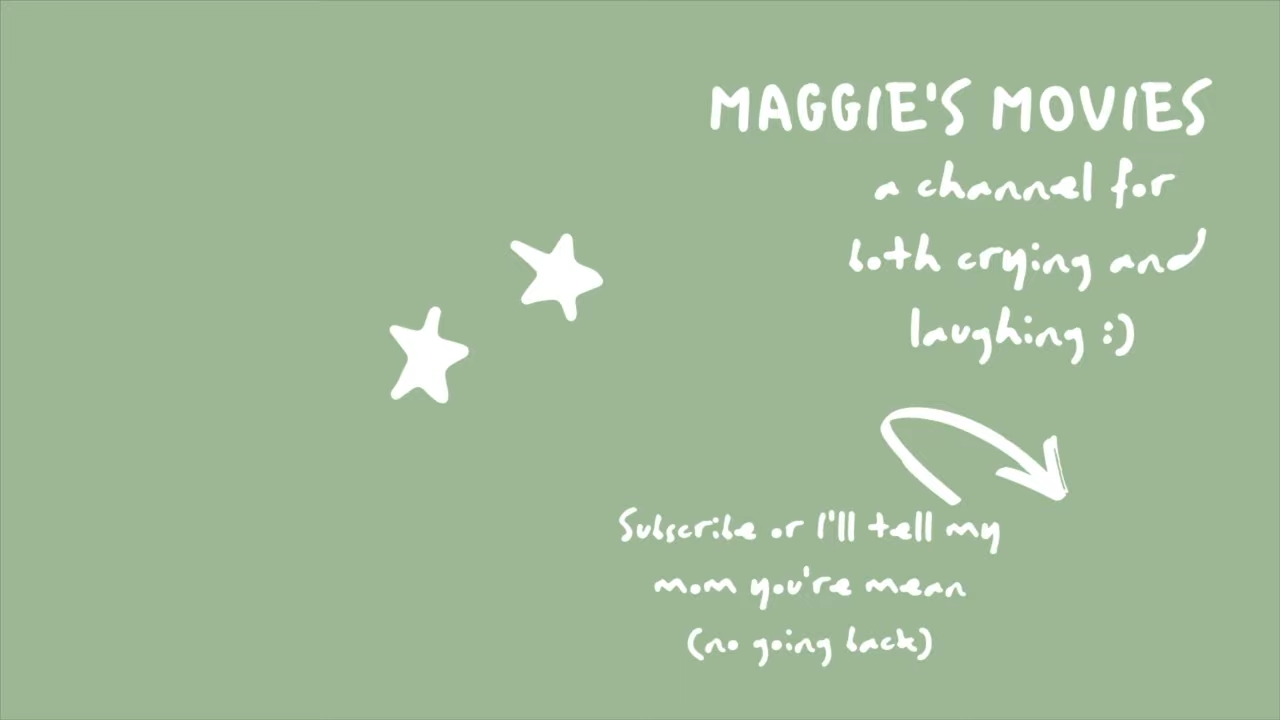 MAGGIE'S MOVIES
a channel for
both crying and
laughing :)
Subscribe or I'll tell my
mom you're mean
(no going back)